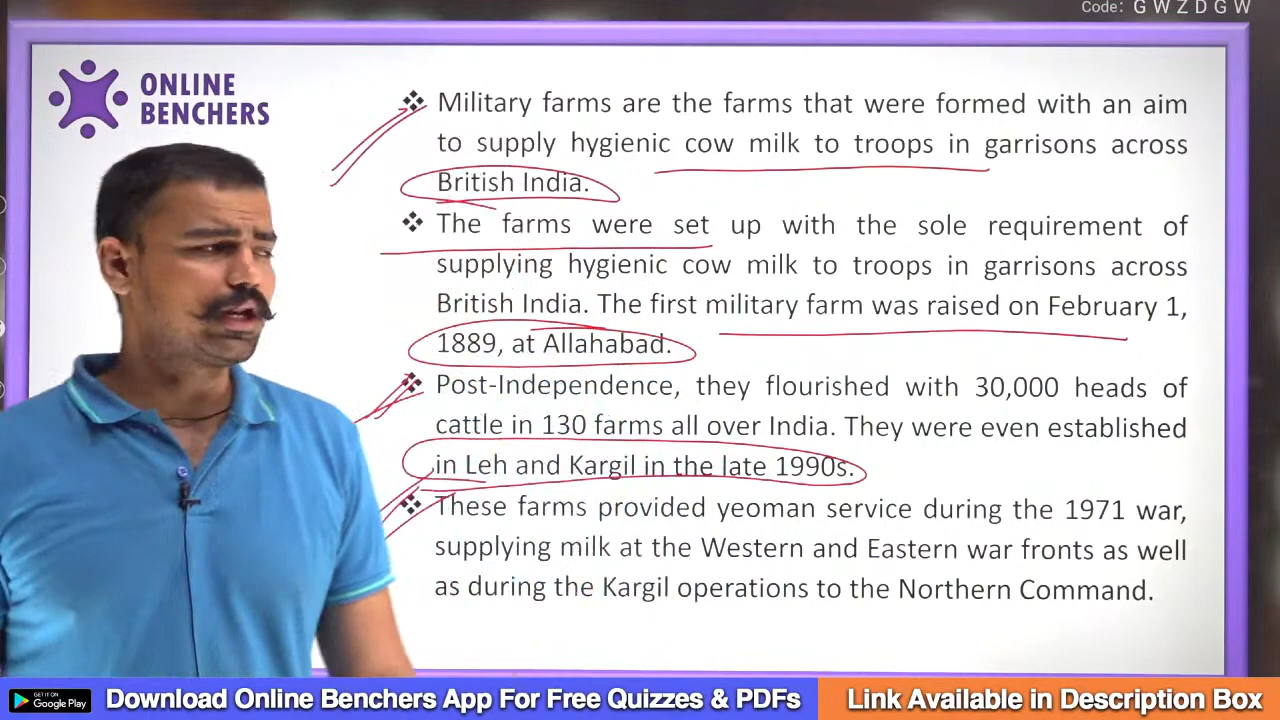 Code: G W Z D G W
ONLINE
BENCHERS
❖ Military farms are the farms that were formed with an aim
to supply hygienic cow milk to troops in garrisons across
British India.
❖ The farms were set up with the sole requirement of
supplying hygienic cow milk to troops in garrisons across
British India. The first military farm was raised on February 1,
1889, at Allahabad.
❖ Post-Independence, they flourished with 30,000 heads of
cattle in 130 farms all over India. They were even established
in Leh and Kargil in the late 1990s.
❖ These farms provided yeoman service during the 1971 war,
supplying milk at the Western and Eastern war fronts as well
as during the Kargil operations to the Northern Command.
GET IT ON
Google Play
Download Online Benchers App For Free Quizzes & PDFs
Link Available in Description Box